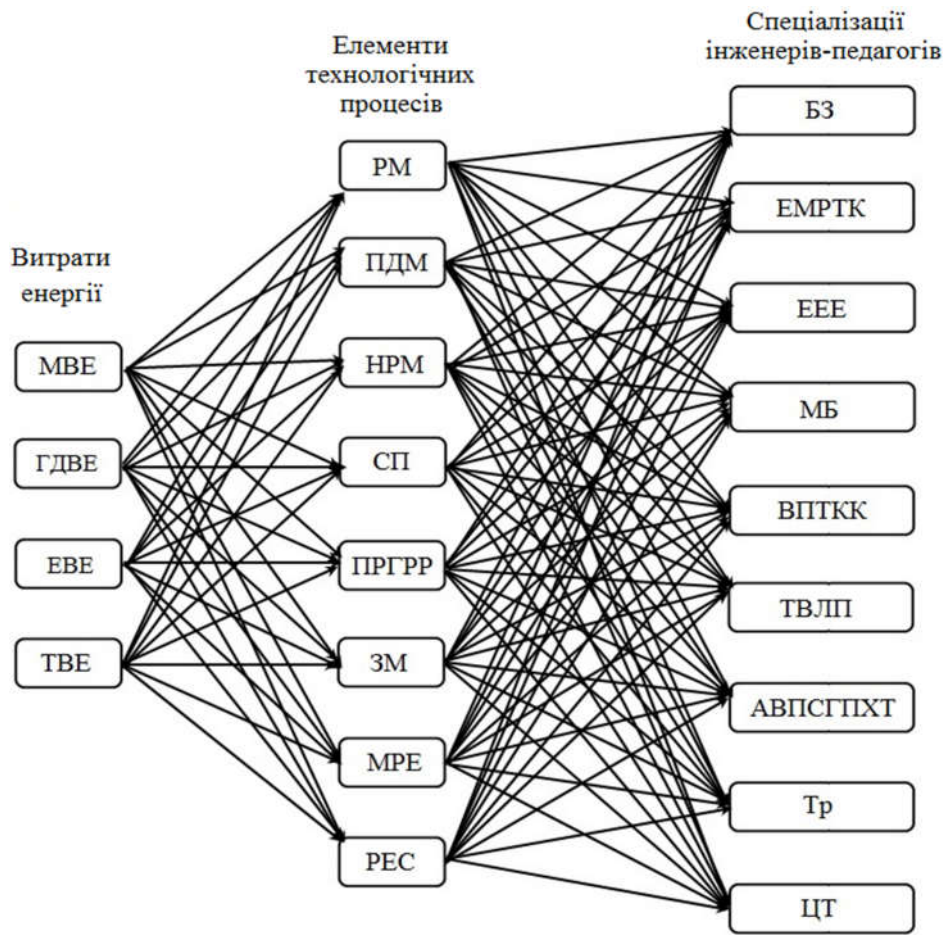 Витрати
енергії
МВЕ
ГДВЕ
ЕВЕ
ТВЕ
Елементи
технологічних
процесів
РМ
ПДМ
НРМ
СП
ПРГРР
ЗМ
МРЕ
РЕС
Спеціалізації
інженерів-педагогів
БЗ
ЕМРТК
ЕЕЕ
МБ
ВПТКК
ТВЛП
АВПСГПХТ
Тр
ЦТ